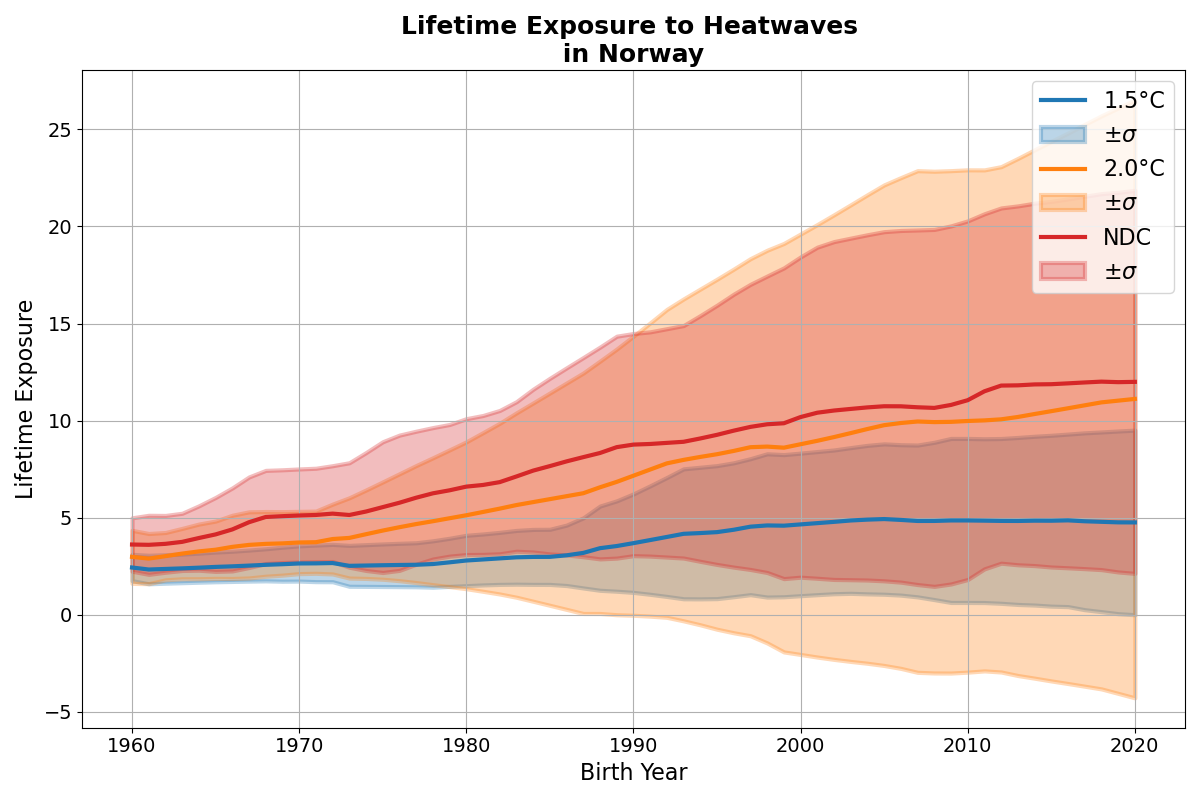 Lifetime Exposure to Heatwaves
in Norway
1.5°C
±σ
2.0°C
±σ
NDC
±σ
Lifetime Exposure
25
20
15
10
5
0
−5
1960
1970
1980
1990
2000
2010
2020
Birth Year